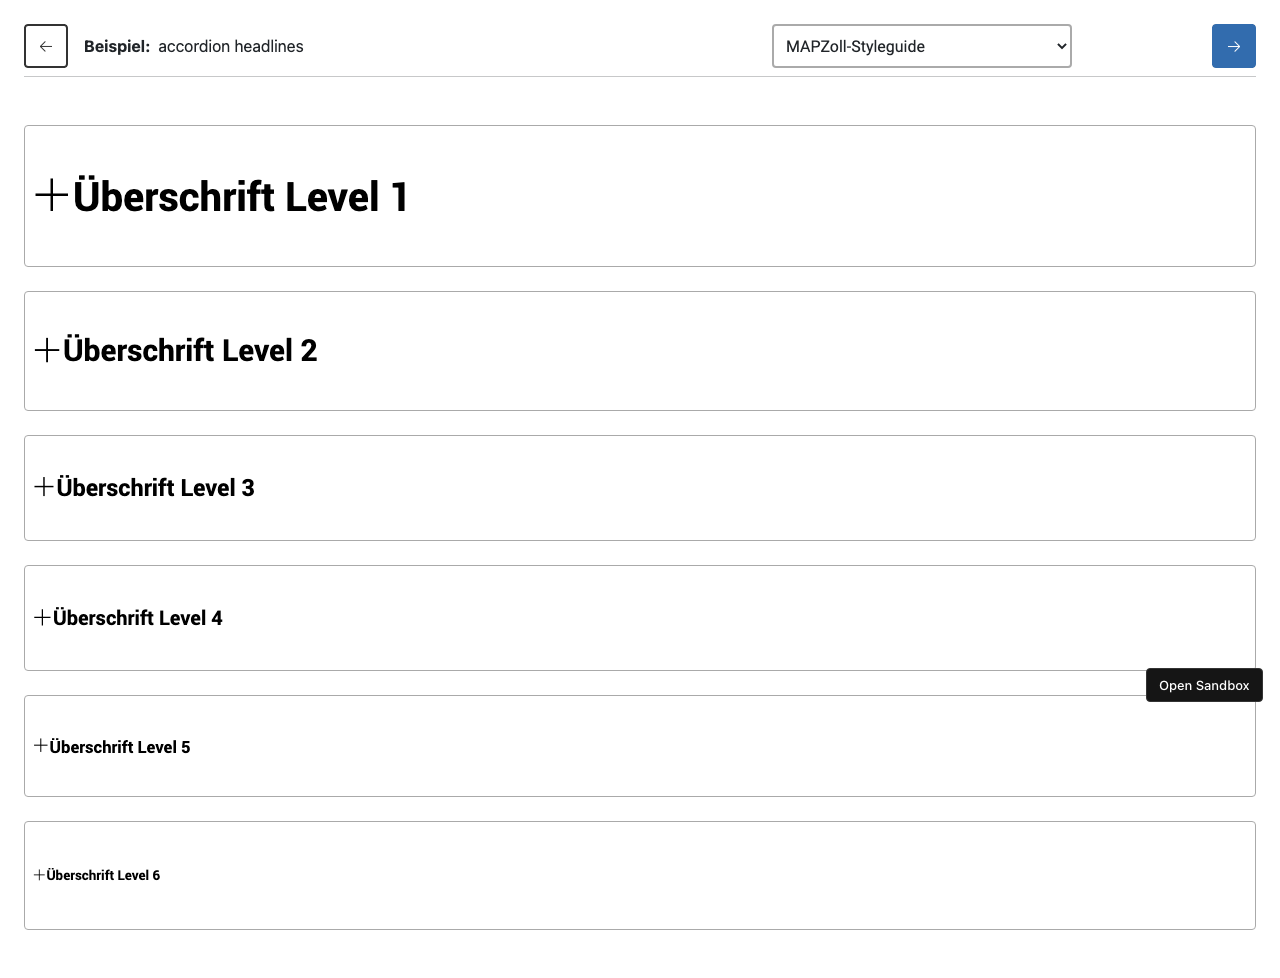 Beispiel: accordion headlines
MAPZoll-Styleguide
Überschrift Level 1
Überschrift Level 2
Überschrift Level 3
Überschrift Level 4
Open Sandbox
Überschrift Level 5
Überschrift Level 6